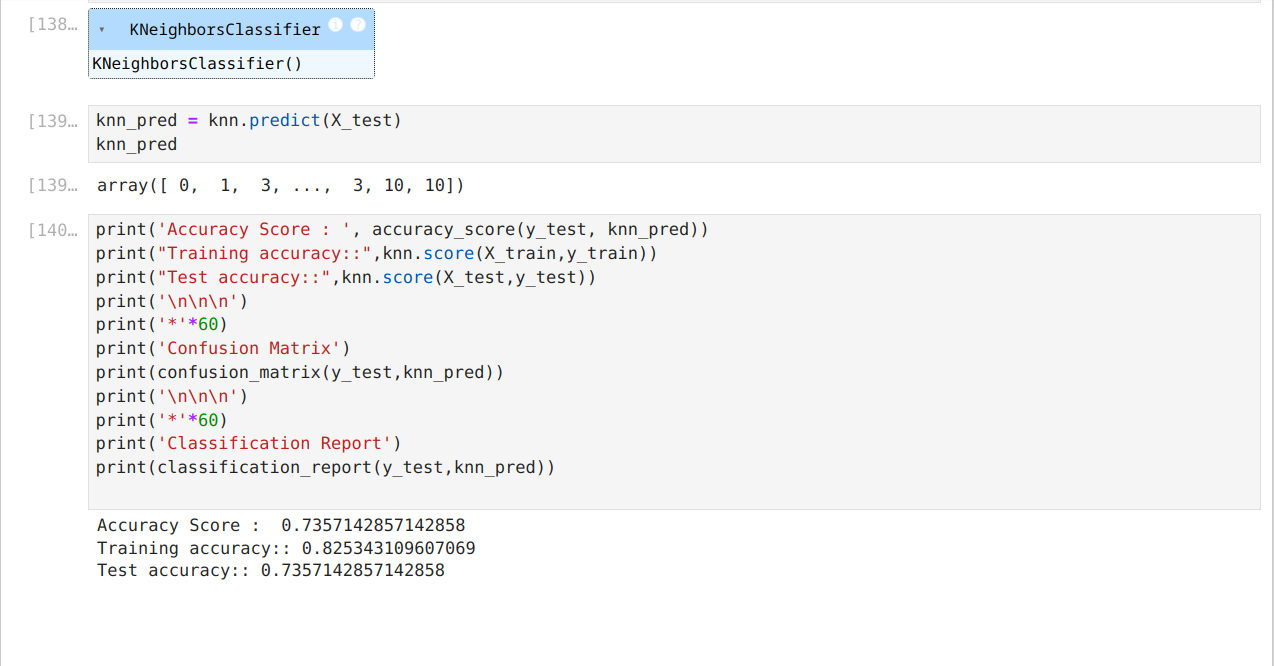 [138…
▾ KNeighborsClassifier i ?
KNeighborsClassifier()
[139…
knn_pred = knn.predict(X_test)
knn_pred
[139…
array([ 0,  1,  3, ...,  3, 10, 10])
[140…
print('Accuracy Score : ', accuracy_score(y_test, knn_pred))
print("Training accuracy::",knn.score(X_train,y_train))
print("Test accuracy::",knn.score(X_test,y_test))
print('\n\n\n')
print('*'*60)
print('Confusion Matrix')
print(confusion_matrix(y_test,knn_pred))
print('\n\n\n')
print('*'*60)
print('Classification Report')
print(classification_report(y_test,knn_pred))
Accuracy Score :  0.7357142857142858
Training accuracy:: 0.825343109607069
Test accuracy:: 0.7357142857142858